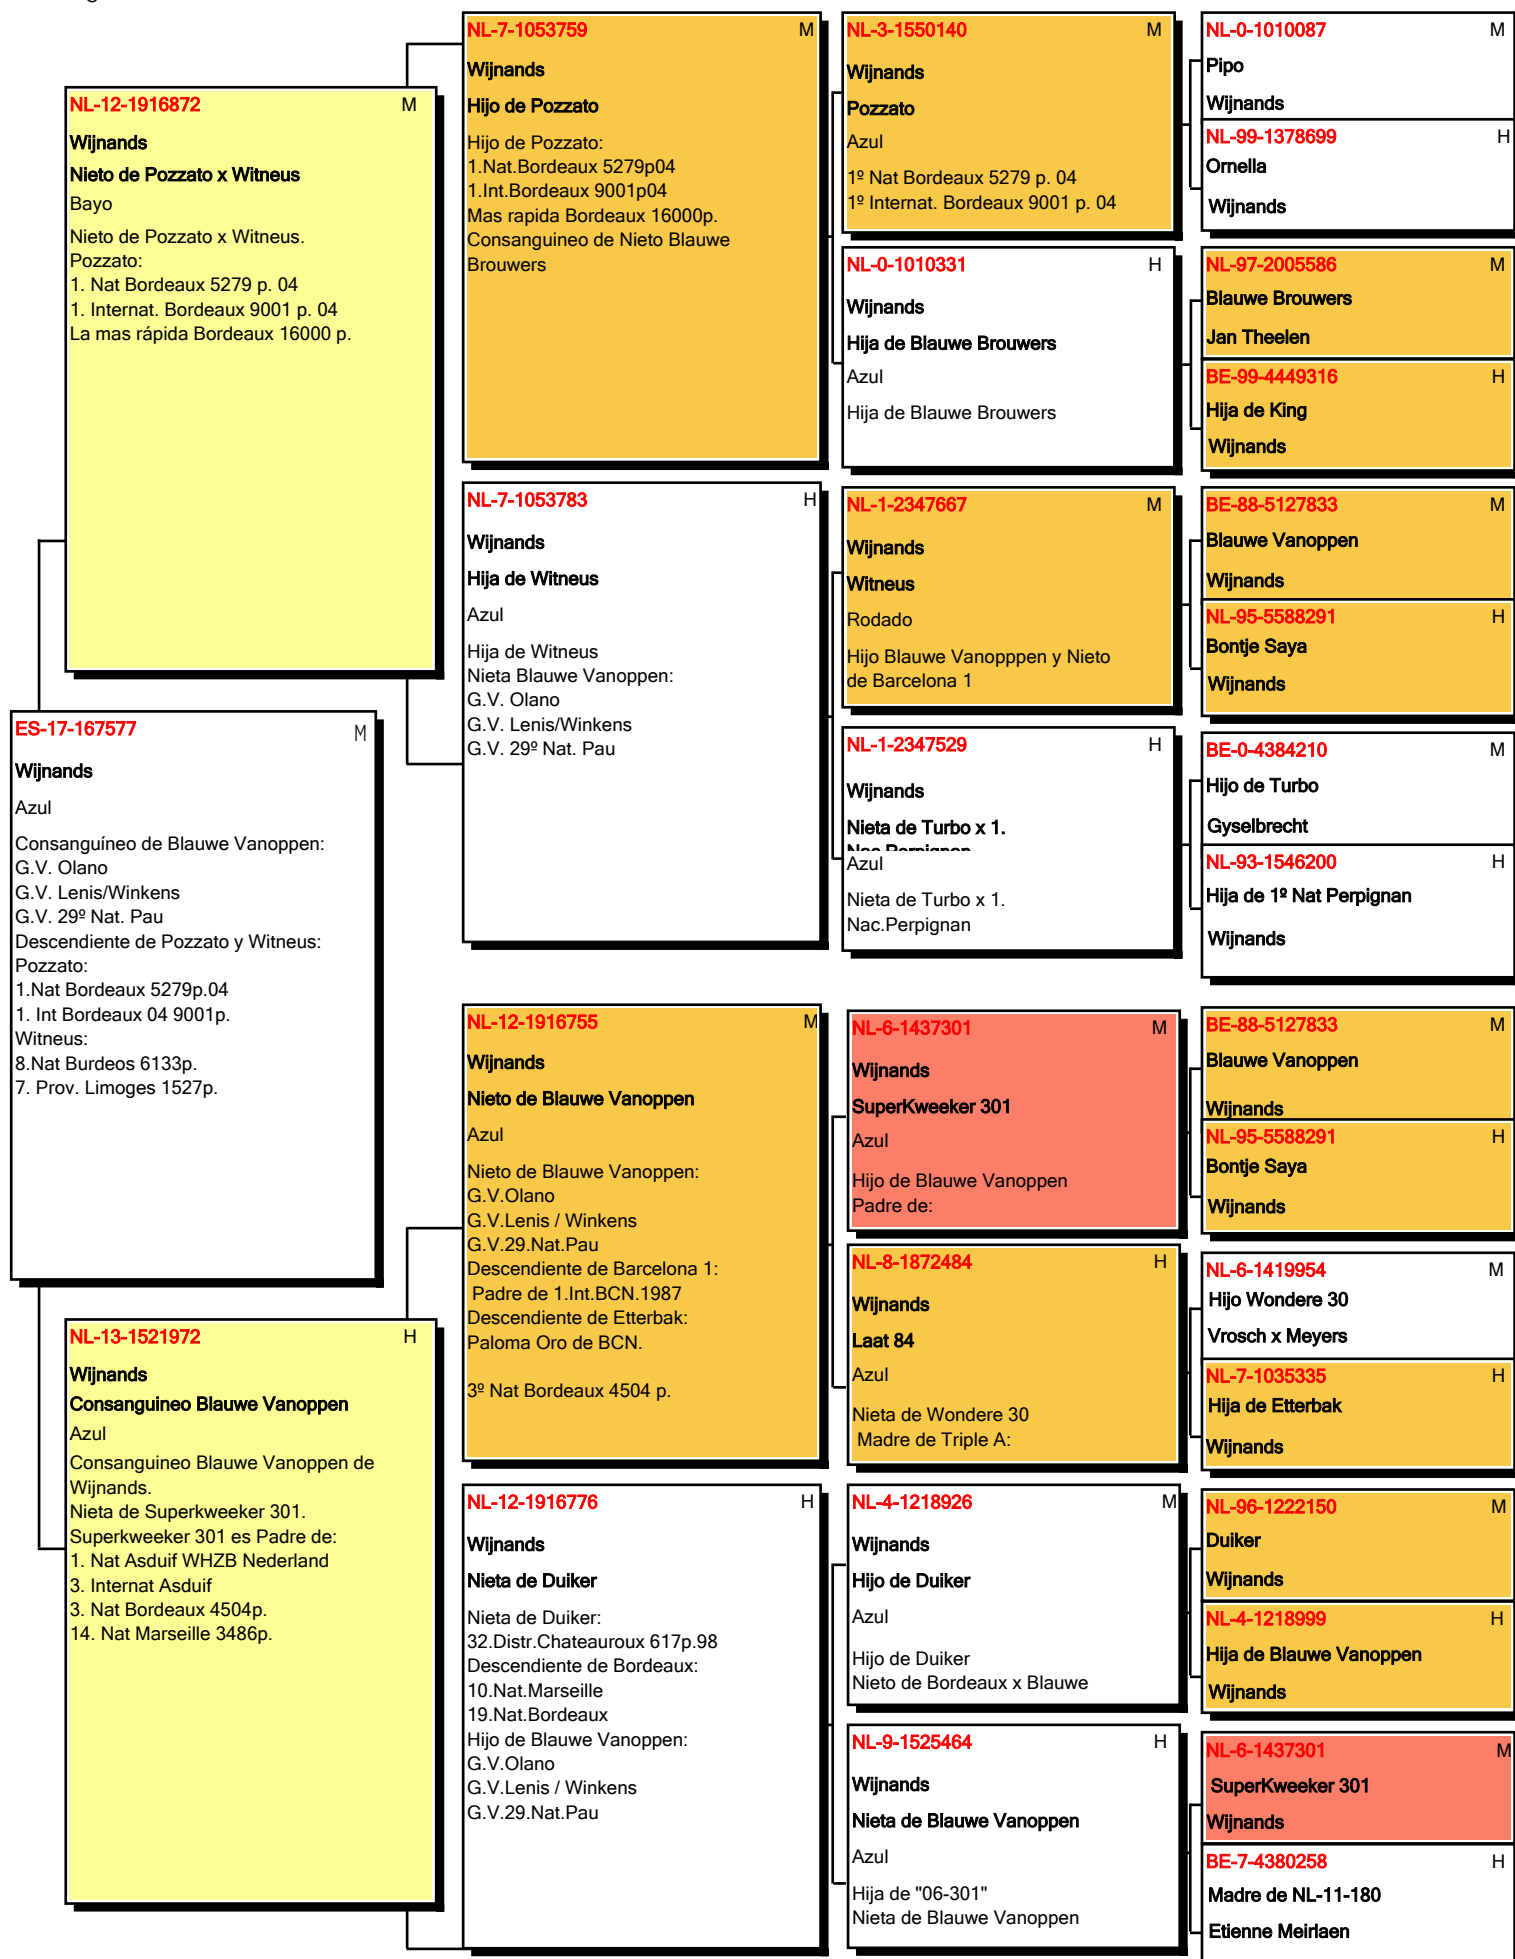 ES-17-167577 M
Wijnands
Azul
Consanguíneo de Blauwe Vanoppen:
G.V. Olano
G.V. Lenis/Winkens
G.V. 29º Nat. Pau
Descendiente de Pozzato y Witneus:
Pozzato:
1.Nat Bordeaux 5279p.04
1. Int Bordeaux 04 9001p.
Witneus:
8.Nat Burdeos 6133p.
7. Prov. Limoges 1527p.
NL-12-1916872 M
Wijnands
Nieto de Pozzato x Witneus
Bayo
Nieto de Pozzato x Witneus.
Pozzato:
1. Nat Bordeaux 5279 p. 04
1. Internat. Bordeaux 9001 p. 04
La mas rápida Bordeaux 16000 p.
NL-13-1521972 H
Wijnands
Consanguineo Blauwe Vanoppen
Azul
Consanguineo Blauwe Vanoppen de
Wijnands.
Nieta de Superkweeker 301.
Superkweeker 301 es Padre de:
1. Nat Asduif WHZB Nederland
3. Internat Asduif
3. Nat Bordeaux 4504p.
14. Nat Marseille 3486p.
NL-7-1053759 M
Wijnands
Hijo de Pozzato
Hijo de Pozzato:
1.Nat.Bordeaux 5279p04
1.Int.Bordeaux 9001p04
Mas rapida Bordeaux 16000p.
Consanguineo de Nieto Blauwe
Brouwers
NL-7-1053783 H
Wijnands
Hija de Witneus
Azul
Hija de Witneus
Nieta Blauwe Vanoppen:
G.V. Olano
G.V. Lenis/Winkens
G.V. 29º Nat. Pau
NL-12-1916755 M
Wijnands
Nieto de Blauwe Vanoppen
Azul
Nieto de Blauwe Vanoppen:
G.V.Olano
G.V.Lenis / Winkens
G.V.29.Nat.Pau
Descendiente de Barcelona 1:
Padre de 1.Int.BCN.1987
Descendiente de Etterbak:
Paloma Oro de BCN.
3º Nat Bordeaux 4504 p.
NL-12-1916776 H
Wijnands
Nieta de Duiker
Nieta de Duiker:
32.Distr.Chateauroux 617p.98
Descendiente de Bordeaux:
10.Nat.Marseille
19.Nat.Bordeaux
Hijo de Blauwe Vanoppen:
G.V.Olano
G.V.Lenis / Winkens
G.V.29.Nat.Pau
NL-3-1550140 M
Wijnands
Pozzato
Azul
1º Nat Bordeaux 5279 p. 04
1º Internat. Bordeaux 9001 p. 04
NL-0-1010331 H
Wijnands
Hija de Blauwe Brouwers
Azul
Hija de Blauwe Brouwers
NL-1-2347667 M
Wijnands
Witneus
Rodado
Hijo Blauwe Vanopppen y Nieto
de Barcelona 1
NL-1-2347529 H
Wijnands
Nieta de Turbo x 1.
Nac.Perpignan
Azul
Nieta de Turbo x 1.
Nac.Perpignan
NL-6-1437301 M
Wijnands
SuperKweeker 301
Azul
Hijo de Blauwe Vanoppen
Padre de:
NL-8-1872484 H
Wijnands
Laat 84
Azul
Nieta de Wondere 30
Madre de Triple A:
NL-4-1218926 M
Wijnands
Hijo de Duiker
Azul
Hijo de Duiker
Nieto de Bordeaux x Blauwe
NL-9-1525464 H
Wijnands
Nieta de Blauwe Vanoppen
Azul
Hija de "06-301"
Nieta de Blauwe Vanoppen
NL-0-1010087 M
Pipo
Wijnands
NL-99-1378699 H
Ornella
Wijnands
NL-97-2005586 M
Blauwe Brouwers
Jan Theelen
BE-99-4449316 H
Hija de King
Wijnands
BE-88-5127833 M
Blauwe Vanoppen
Wijnands
NL-95-5588291 H
Bontje Saya
Wijnands
BE-0-4384210 M
Hijo de Turbo
Gyselbrecht
NL-93-1546200 H
Hija de 1º Nat Perpignan
Wijnands
BE-88-5127833 M
Blauwe Vanoppen
Wijnands
NL-95-5588291 H
Bontje Saya
Wijnands
NL-6-1419954 M
Hijo Wondere 30
Vrosch x Meyers
NL-7-1035335 H
Hija de Etterbak
Wijnands
NL-96-1222150 M
Duiker
Wijnands
NL-4-1218999 H
Hija de Blauwe Vanoppen
Wijnands
NL-6-1437301 M
SuperKweeker 301
Wijnands
BE-7-4380258 H
Madre de NL-11-180
Etienne Meirlaen